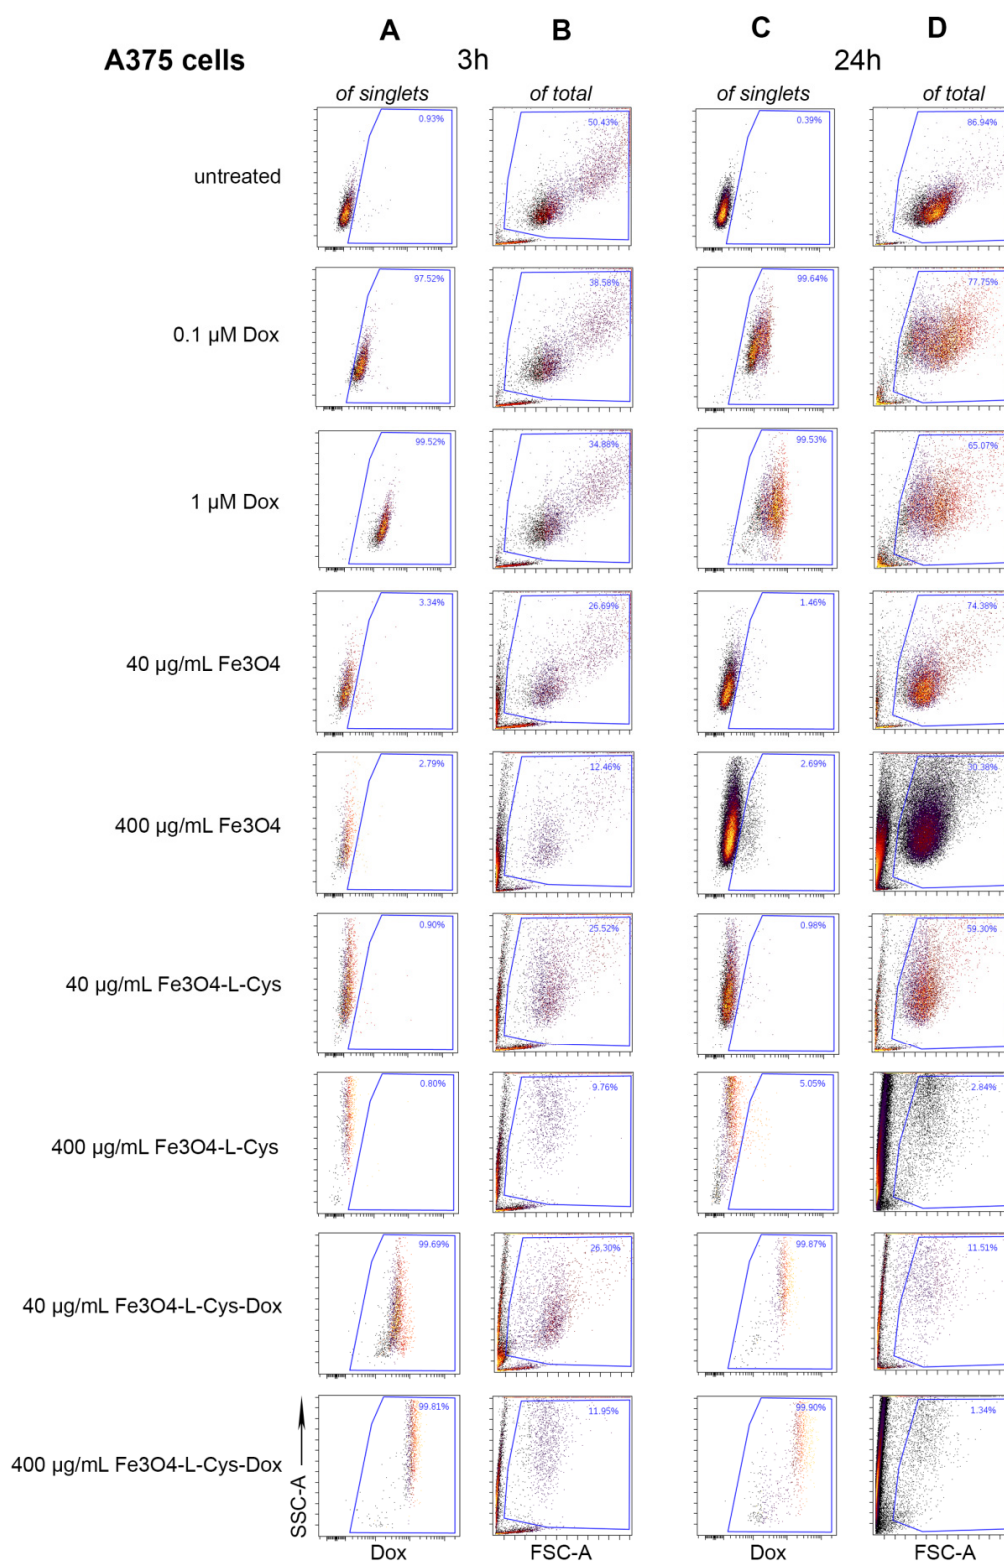 A B C D
A375 cells 3h 24h
of singlets of total of singlets of total
untreated 0.93% 50.43% 0.39% 86.94%
0.1 µM Dox 97.52% 38.58% 99.64% 77.75%
1 µM Dox 99.52% 34.88% 99.53% 65.07%
40 µg/mL Fe3O4 3.34% 26.69% 1.46% 74.38%
400 µg/mL Fe3O4 2.79% 12.46% 2.69% 30.38%
40 µg/mL Fe3O4-L-Cys 0.90% 25.52% 0.98% 59.30%
400 µg/mL Fe3O4-L-Cys 0.80% 9.76% 5.05% 2.84%
40 µg/mL Fe3O4-L-Cys-Dox 99.69% 26.30% 99.87% 11.51%
400 µg/mL Fe3O4-L-Cys-Dox 99.81% 11.95% 99.90% 1.34%
SSC-A
Dox FSC-A Dox FSC-A